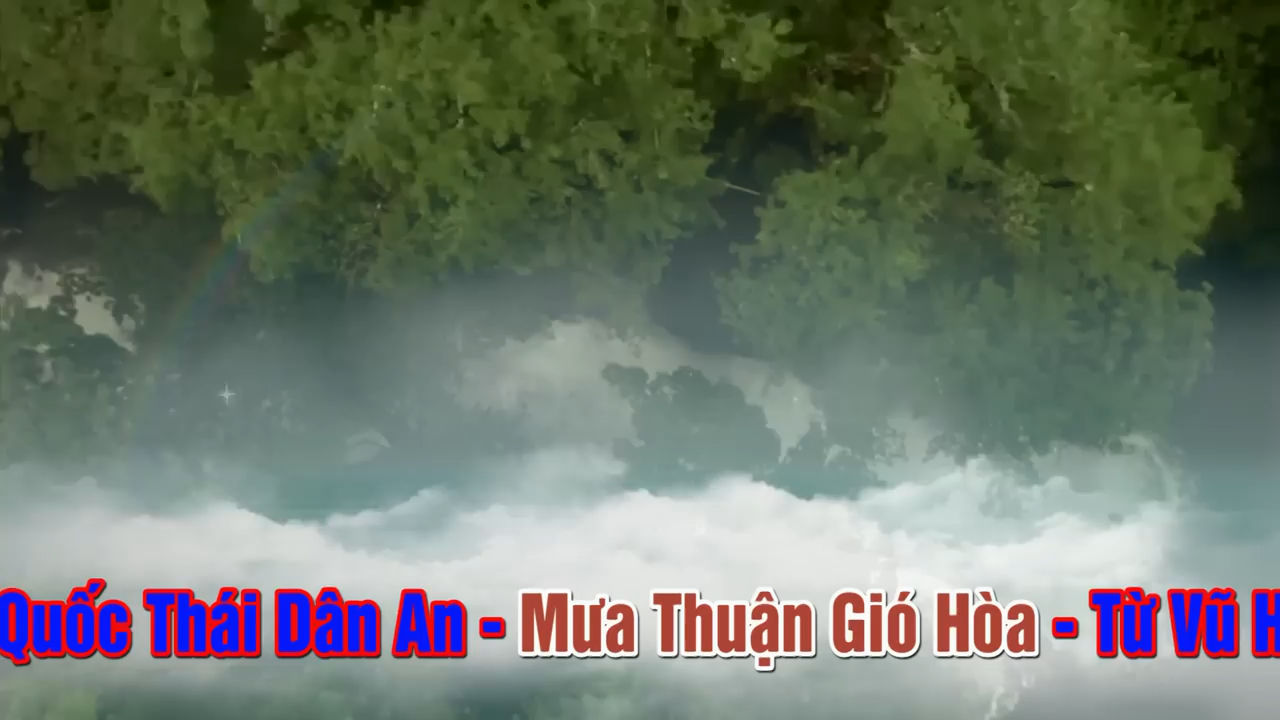 Quốc Thái Dân An - Mưa Thuận Gió Hòa - Từ Vũ